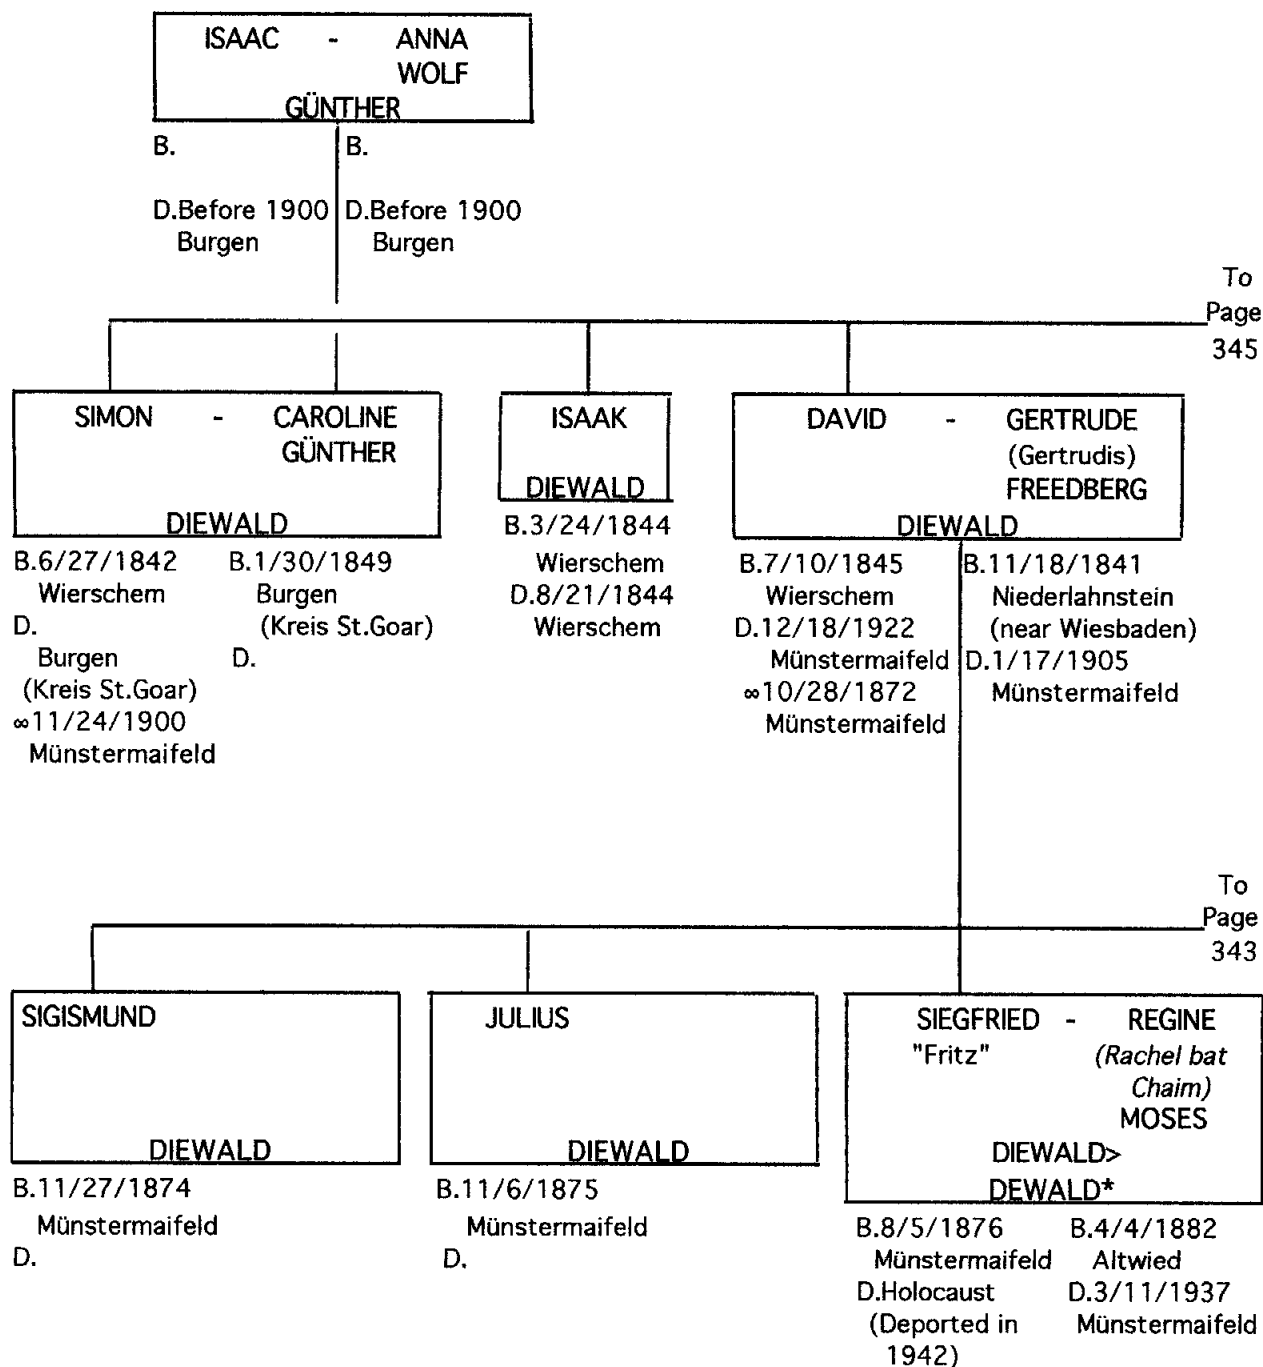 ISAAC - ANNA
WOLF
GÜNTHER
B.
D.Before 1900
Burgen
B.
D.Before 1900
Burgen
To
Page
345
SIMON - CAROLINE
GÜNTHER
DIEWALD
B.6/27/1842
Wierschem
D.
Burgen
(Kreis St.Goar)
∞11/24/1900
Münstermaifeld
B.1/30/1849
Burgen
(Kreis St.Goar)
D.
ISAAK
DIEWALD
B.3/24/1844
Wierschem
D.8/21/1844
Wierschem
DAVID - GERTRUDE
(Gertrudis)
FREEDBERG
DIEWALD
B.7/10/1845
Wierschem
D.12/18/1922
Münstermaifeld
∞10/28/1872
Münstermaifeld
B.11/18/1841
Niederlahnstein
(near Wiesbaden)
D.1/17/1905
Münstermaifeld
To
Page
343
SIGISMUND
DIEWALD
B.11/27/1874
Münstermaifeld
D.
JULIUS
DIEWALD
B.11/6/1875
Münstermaifeld
D.
SIEGFRIED - REGINE
"Fritz" (Rachel bat
Chaim)
MOSES
DIEWALD>
DEWALD*
B.8/5/1876
Münstermaifeld
D.Holocaust
(Deported in
1942)
B.4/4/1882
Altwied
D.3/11/1937
Münstermaifeld